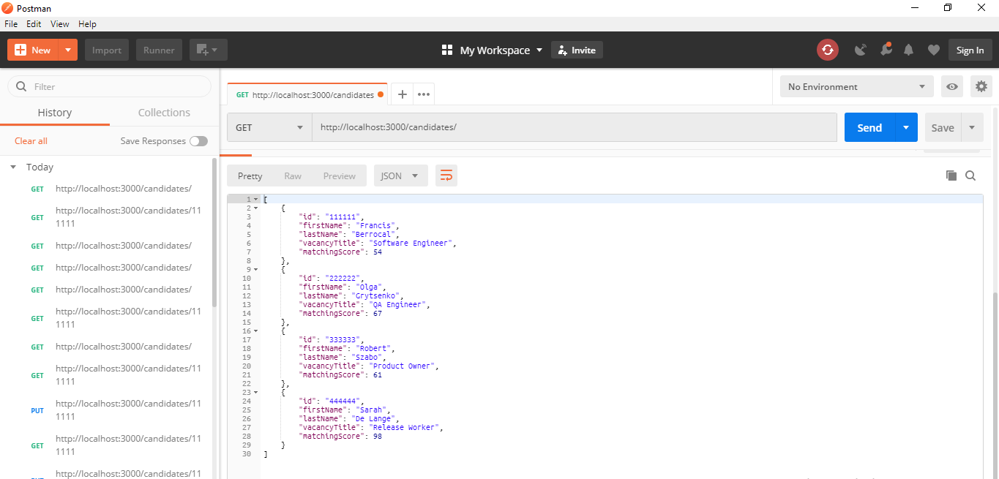 Postman
File Edit View Help
New Import Runner My Workspace Invite Sign In
Filter
History Collections
Clear all Save Responses
Today
GET http://localhost:3000/candidates/
GET http://localhost:3000/candidates/11
1111
GET http://localhost:3000/candidates/
GET http://localhost:3000/candidates/
GET http://localhost:3000/candidates/
GET http://localhost:3000/candidates/11
1111
GET http://localhost:3000/candidates/
GET http://localhost:3000/candidates/11
1111
PUT http://localhost:3000/candidates/11
1111
GET http://localhost:3000/candidates/11
1111
http://localhost:3000/candidates/11
GET http://localhost:3000/candidates
No Environment
GET http://localhost:3000/candidates/ Send Save
Pretty Raw Preview JSON
1 [
2 {
3 "id": "111111",
4 "firstName": "Francis",
5 "lastName": "Berrocal",
6 "vacancyTitle": "Software Engineer",
7 "matchingScore": 54
8 },
9 {
10 "id": "222222",
11 "firstName": "Olga",
12 "lastName": "Grytsenko",
13 "vacancyTitle": "QA Engineer",
14 "matchingScore": 67
15 },
16 {
17 "id": "333333",
18 "firstName": "Robert",
19 "lastName": "Szabo",
20 "vacancyTitle": "Product Owner",
21 "matchingScore": 61
22 },
23 {
24 "id": "444444",
25 "firstName": "Sarah",
26 "lastName": "De Lange",
27 "vacancyTitle": "Release Worker",
28 "matchingScore": 98
29 }
30 ]